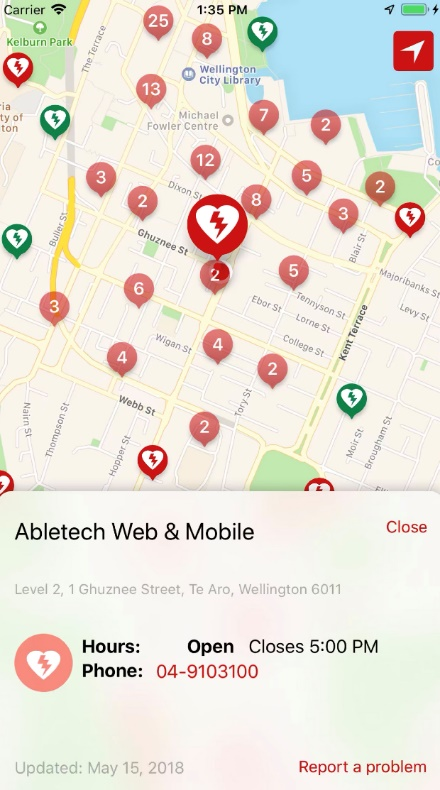 Carrier 1:35 PM
25
8
Kelburn Park
The Terrace
Wellington
City Library
13
Michael
Fowler Centre
7
2
12
3
5
2
Dixon St
2
8
3
Buller St
Ghuznee St
Blair St
2
5
Majoribanks St
6
3
Ebor St
Tennyson St
Levy St
Lorne St
Wigan St
4
College St
Kent Terrace
4
2
Tory St
Webb St
2
Nairn St
Thompson St
Hopper St
Moir St
Brougham St
Abletech Web & Mobile
Close
Level 2, 1 Ghuznee Street, Te Aro, Wellington 6011
Hours: Open Closes 5:00 PM
Phone: 04-9103100
Updated: May 15, 2018
Report a problem